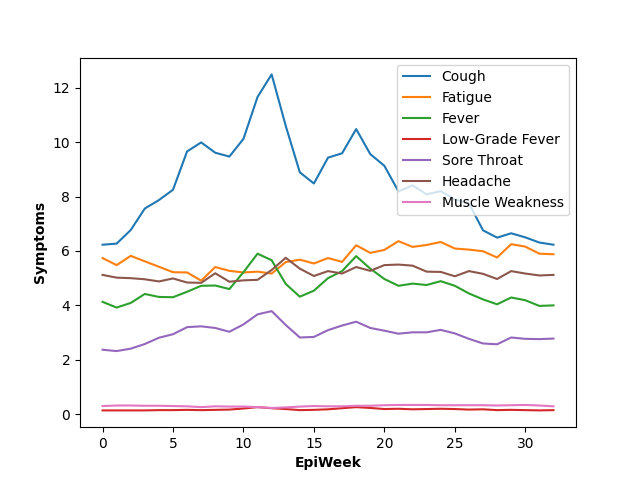 12
10
8
6
4
2
0
Symptoms
Cough
Fatigue
Fever
Low-Grade Fever
Sore Throat
Headache
Muscle Weakness
0 5 10 15 20 25 30
EpiWeek